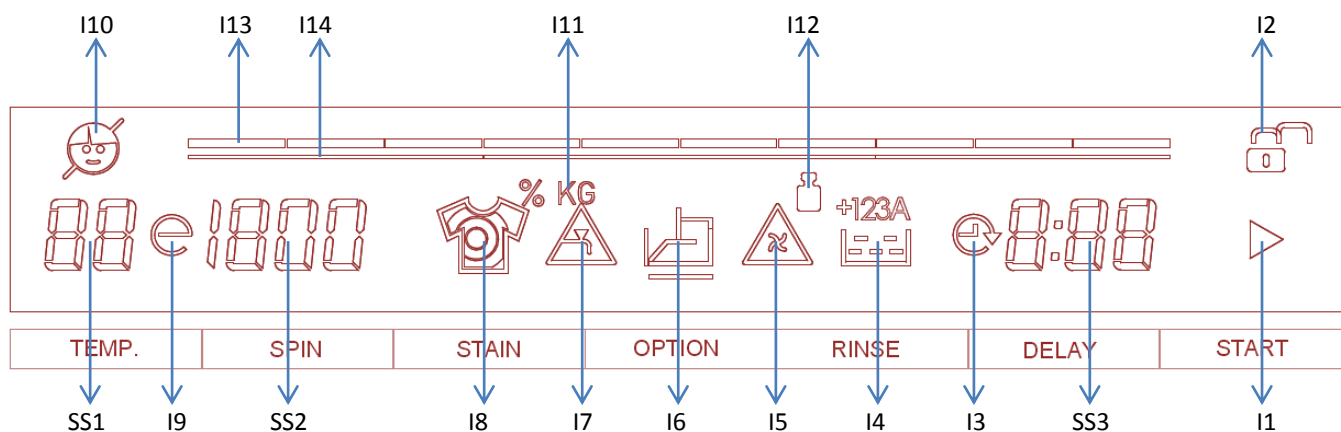 I10 I13 I14 I11 I12 I2
% KG
+123A
88 e 1800 8:88
TEMP. SPIN STAIN OPTION RINSE DELAY START
SS1 I9 SS2 I8 I7 I6 I5 I4 I3 SS3 I1